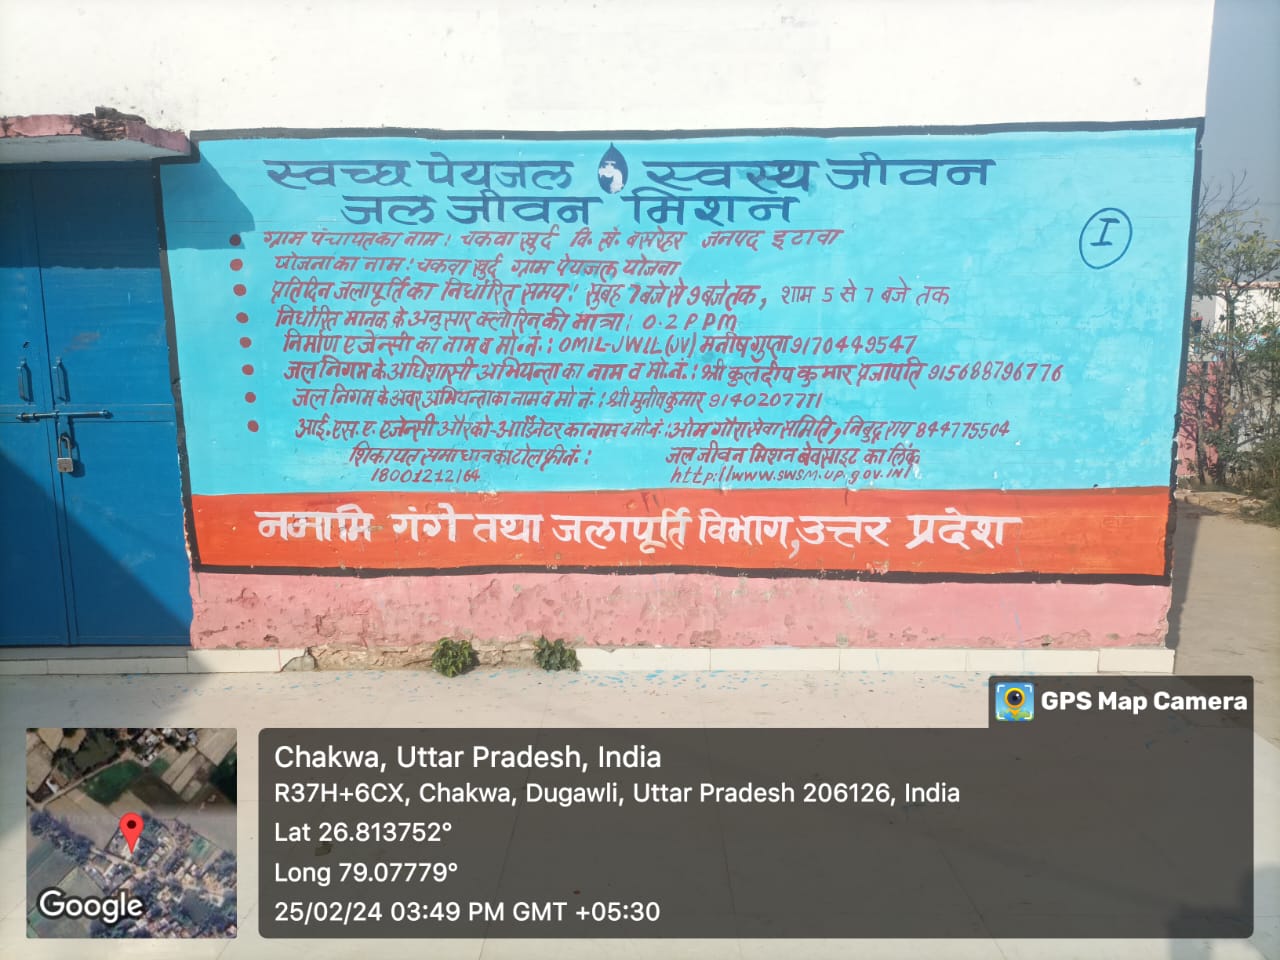 स्वच्छ पेयजल स्वस्थ जीवन
जल जीवन मिशन
I
ग्राम पंचायत का नाम : चकवा खुर्द वि. खं. बसरेहर जनपद इटावा
योजना का नाम : चकवा खुर्द ग्राम पेयजल योजना
प्रतिदिन जलापूर्ति का निर्धारित समय : सुबह 7 बजे से 9 बजे तक, शाम 5 से 7 बजे तक
निर्धारित मानक के अनुसार क्लोरिन की मात्रा : 0.2 PPM
निर्माण एजेन्सी का नाम व मो. नं. : OMIL-JWIL(JV) मनीष गुप्ता 9170449547
जल निगम के अधिशासी अभियन्ता का नाम व मो. नं. : श्री कुलदीप कुमार प्रजापति 915688796776
जल निगम के अवर अभियन्ता का नाम व मो नं. : श्री मुनीष कुमार 9140207711
आई. एस. ए. एजेन्सी और को-आर्डिनेटर का नाम व मो नं. : ओम गौरा सेवा समिति, राय 844775504
शिकायत समाधान का टोल फ्री नं. :
18001212164
जल जीवन मिशन बेवसाइट का लिंक
http://www.swsm.up.gov.in/
नमामि गंगे तथा जलापूर्ति विभाग, उत्तर प्रदेश
GPS Map Camera
Chakwa, Uttar Pradesh, India
R37H+6CX, Chakwa, Dugawli, Uttar Pradesh 206126, India
Lat 26.813752°
Long 79.07779°
25/02/24 03:49 PM GMT +05:30
Google